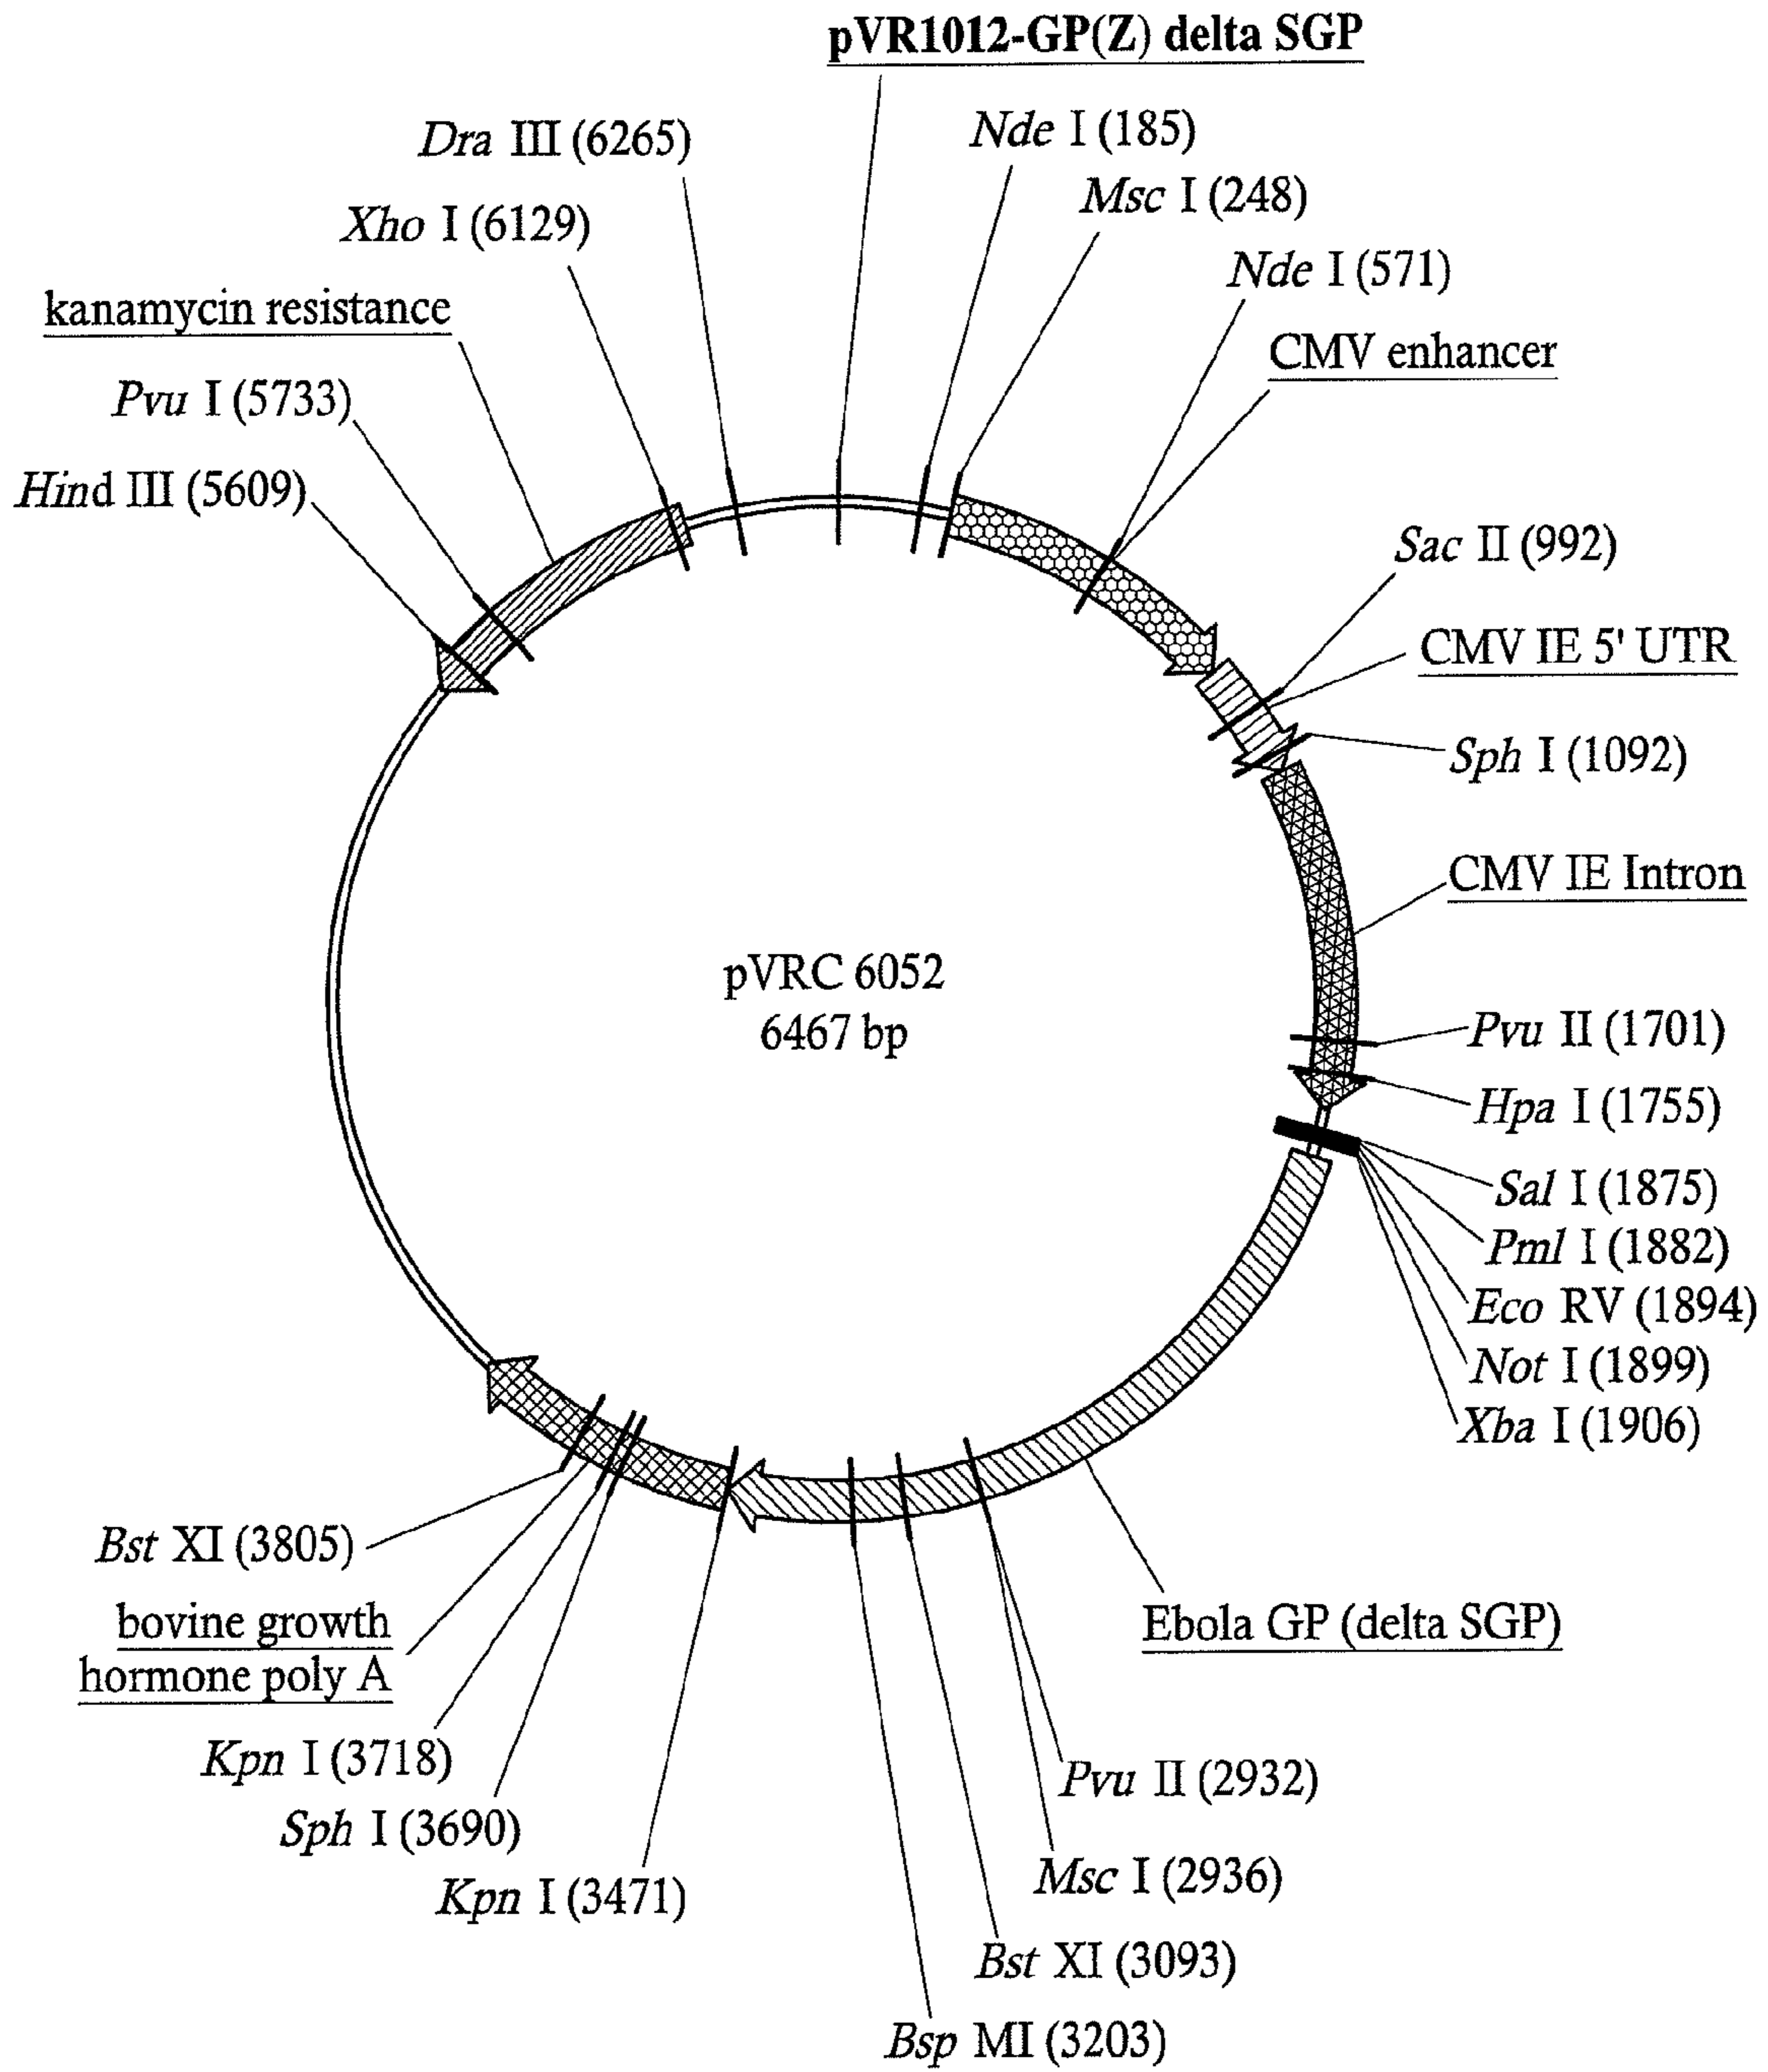 pVR1012-GP(Z) delta SGP
Dra III (6265)
Nde I (185)
Msc I (248)
Xho I (6129)
Nde I (571)
kanamycin resistance
CMV enhancer
Pvu I (5733)
Hind III (5609)
Sac II (992)
CMV IE 5' UTR
Sph I (1092)
CMV IE Intron
pVRC 6052
6467 bp
Pvu II (1701)
Hpa I (1755)
Sal I (1875)
Pml I (1882)
Eco RV (1894)
Not I (1899)
Xba I (1906)
Bst XI (3805)
bovine growth
hormone poly A
Ebola GP (delta SGP)
Kpn I (3718)
Sph I (3690)
Kpn I (3471)
Pvu II (2932)
Msc I (2936)
Bst XI (3093)
Bsp MI (3203)